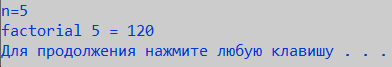 n=5
factorial 5 = 120
Для продолжения нажмите любую клавишу . . .